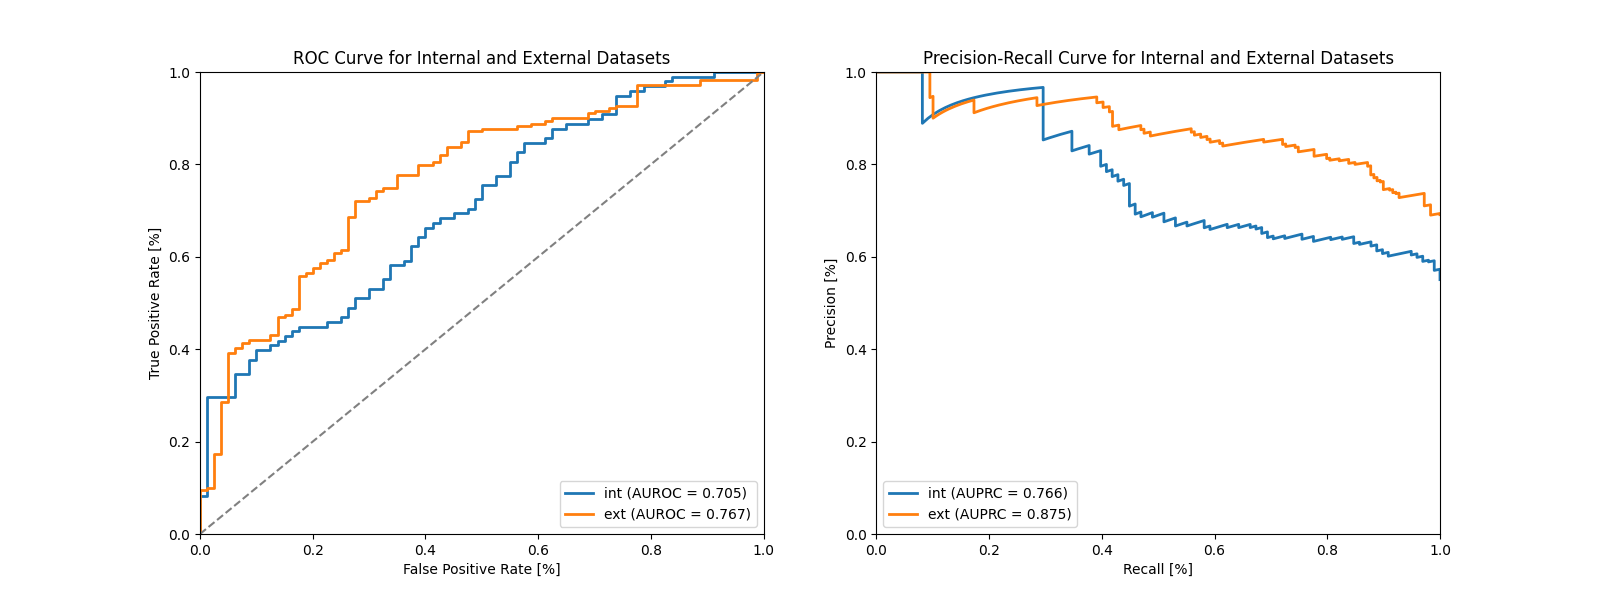 ROC Curve for Internal and External Datasets
True Positive Rate [%]
1.0
0.8
0.6
0.4
0.2
0.0
int (AUROC = 0.705)
ext (AUROC = 0.767)
0.0 0.2 0.4 0.6 0.8 1.0
False Positive Rate [%]
Precision-Recall Curve for Internal and External Datasets
Precision [%]
1.0
0.8
0.6
0.4
0.2
0.0
int (AUPRC = 0.766)
ext (AUPRC = 0.875)
0.0 0.2 0.4 0.6 0.8 1.0
Recall [%]